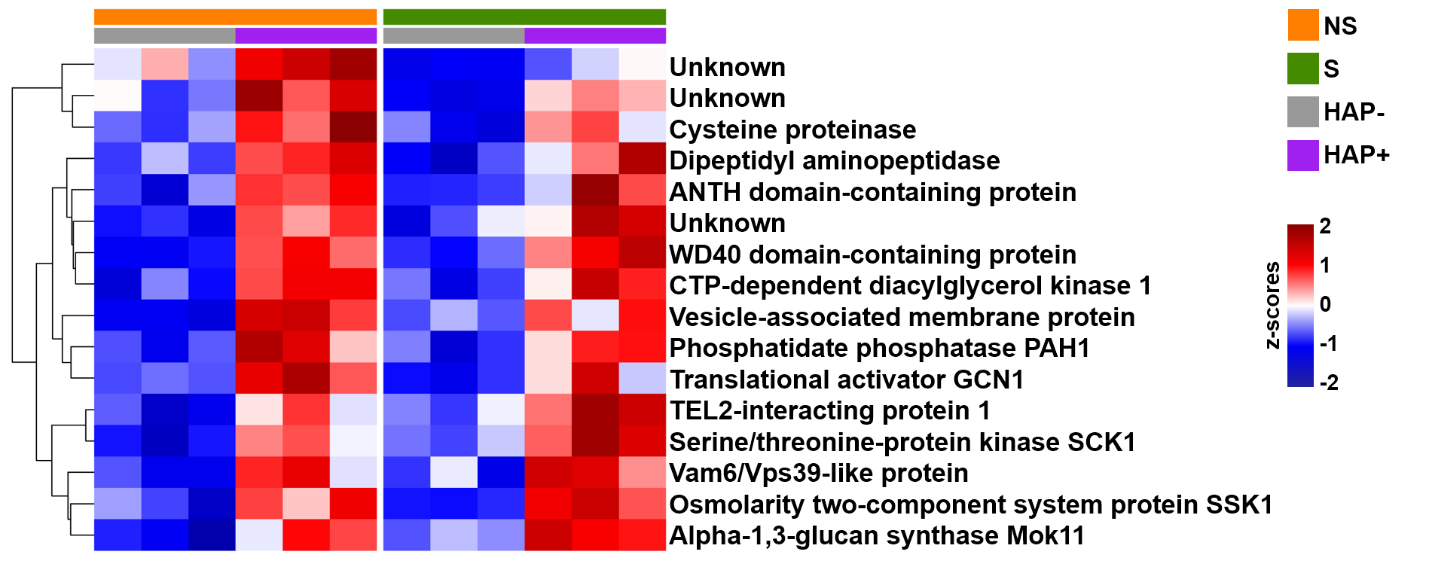 Unknown
Unknown
Cysteine proteinase
Dipeptidyl aminopeptidase
ANTH domain-containing protein
Unknown
WD40 domain-containing protein
CTP-dependent diacylglycerol kinase 1
Vesicle-associated membrane protein
Phosphatidate phosphatase PAH1
Translational activator GCN1
TEL2-interacting protein 1
Serine/threonine-protein kinase SCK1
Vam6/Vps39-like protein
Osmolarity two-component system protein SSK1
Alpha-1,3-glucan synthase Mok11
NS
S
HAP-
HAP+
z-scores
2
1
0
-1
-2